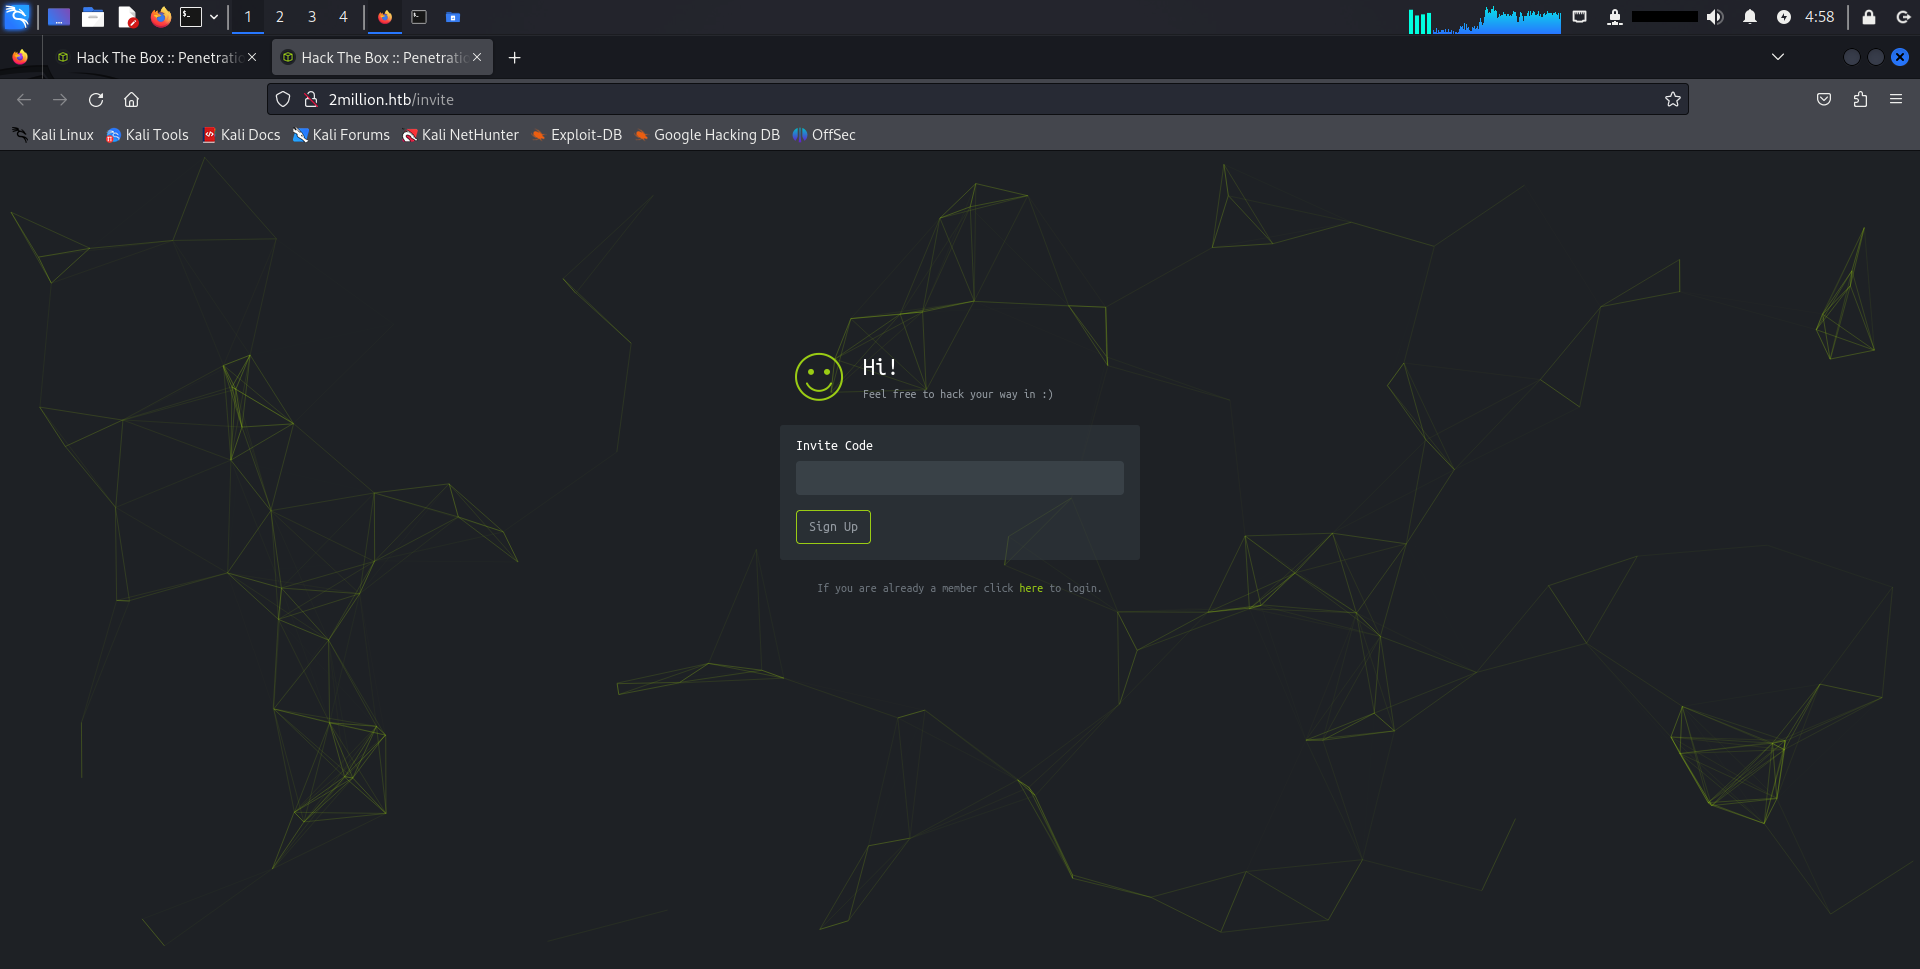 1 2 3 4 4:58
Hack The Box :: Penetratio Hack The Box :: Penetratio
2million.htb/invite
Kali Linux Kali Tools Kali Docs Kali Forums Kali NetHunter Exploit-DB Google Hacking DB OffSec
Hi!
Feel free to hack your way in :)
Invite Code
Sign Up
If you are already a member click here to login.